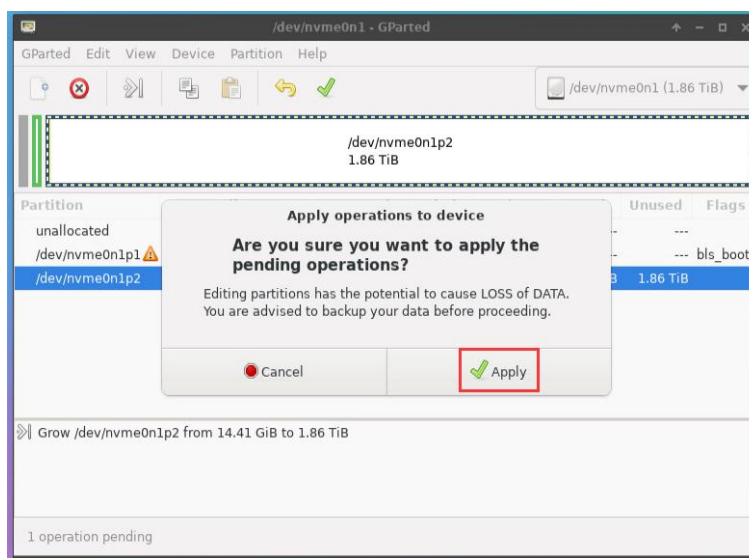 /dev/nvme0n1 - GParted
GParted Edit View Device Partition Help
/dev/nvme0n1 (1.86 TiB)
/dev/nvme0n1p2
1.86 TiB
Partition Unused Flags
unallocated --- ---
/dev/nvme0n1p1 --- bls_boot
/dev/nvme0n1p2 1.86 TiB
Apply operations to device
Are you sure you want to apply the
pending operations?
Editing partitions has the potential to cause LOSS of DATA.
You are advised to backup your data before proceeding.
Cancel Apply
Grow /dev/nvme0n1p2 from 14.41 GiB to 1.86 TiB
1 operation pending